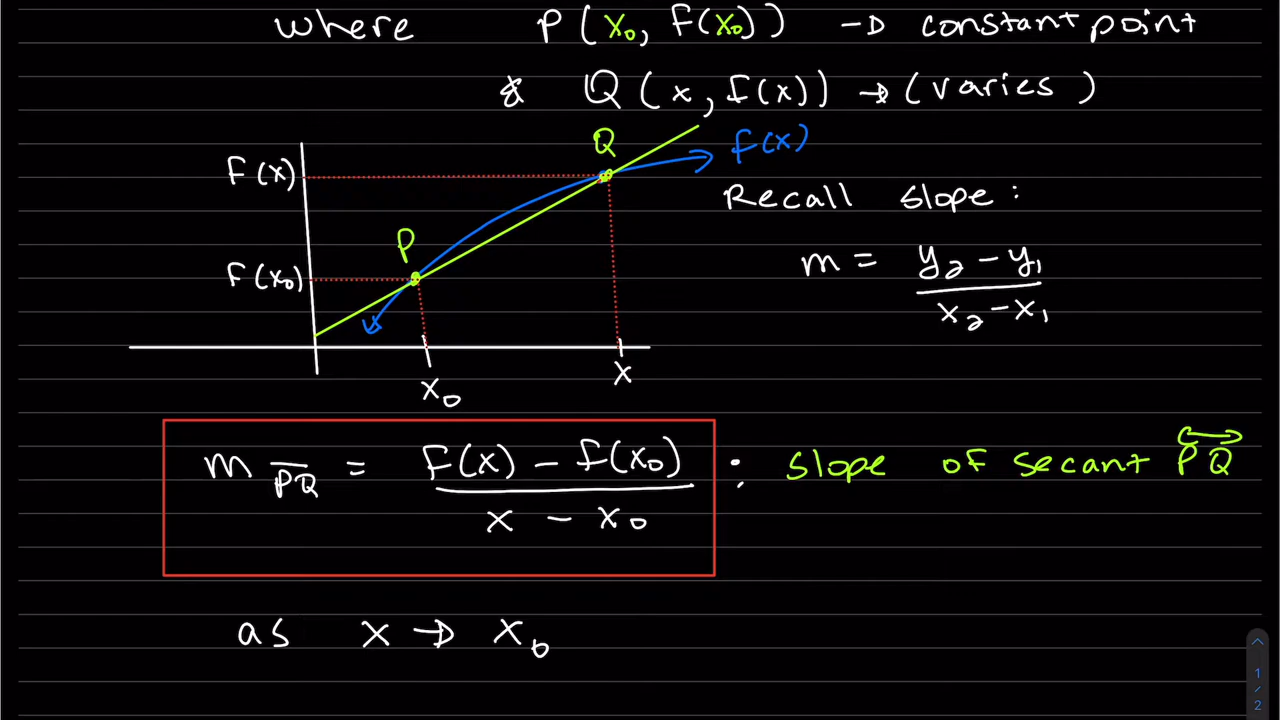 where P(x₀, f(x₀)) → constant point
& Q(x, f(x)) → (varies)
Q
f(x)
f(x)
Recall slope:
P
f(x₀)
m = y₂ - y₁
x₂ - x₁
x₀
x
m PQ = f(x) - f(x₀) : slope of secant PQ
x - x₀
as x → x₀
1
/
2